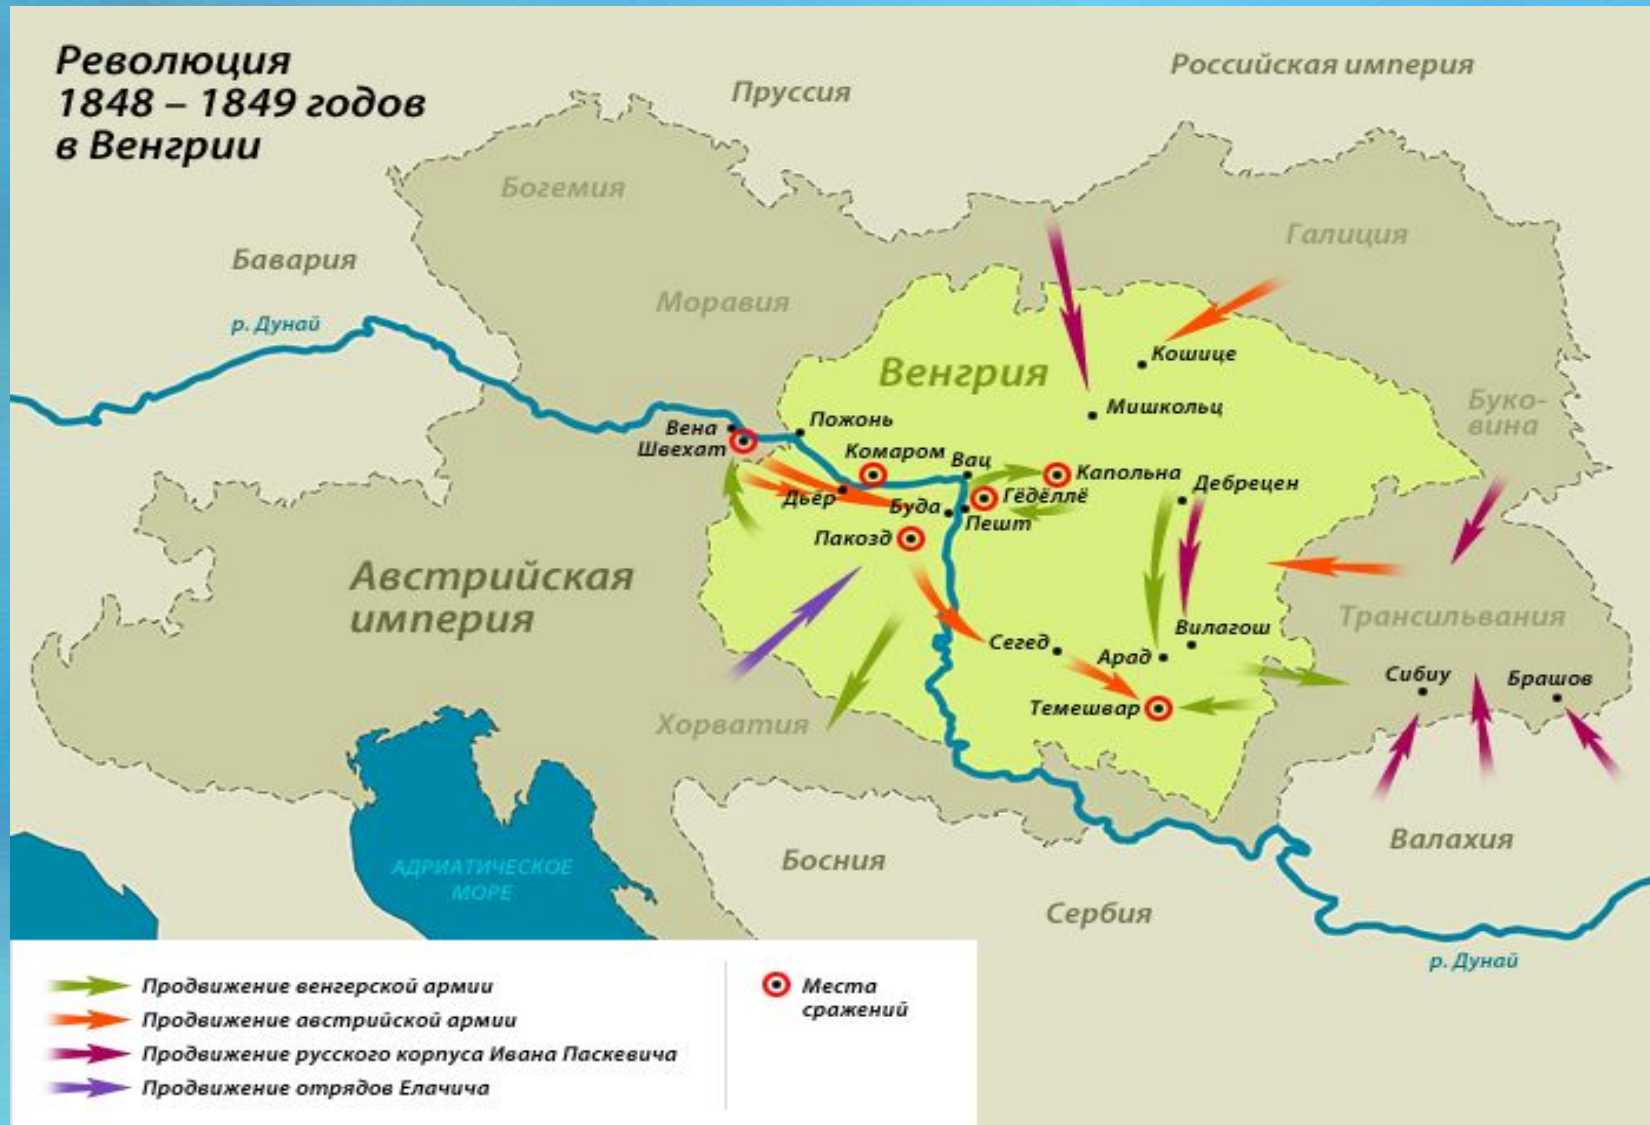 Революция
1848 – 1849 годов
в Венгрии
Российская империя
Пруссия
Богемия
Галиция
Бавария
Моравия
р. Дунай
Кошице
Венгрия
Мишкольц
Буко-
вина
Пожонь
Вена
Швехат
Комаром
Вац
Капольна
Дебрецен
Дьёр
Гёдёллё
Буда
Пешт
Пакозд
Австрийская
империя
Трансильвания
Вилагош
Сегед
Арад
Сибиу
Брашов
Темешвар
Хорватия
Валахия
Босния
АДРИАТИЧЕСКОЕ
МОРЕ
Сербия
р. Дунай
Продвижение венгерской армии
Продвижение австрийской армии
Продвижение русского корпуса Ивана Паскевича
Продвижение отрядов Елачича
Места
сражений